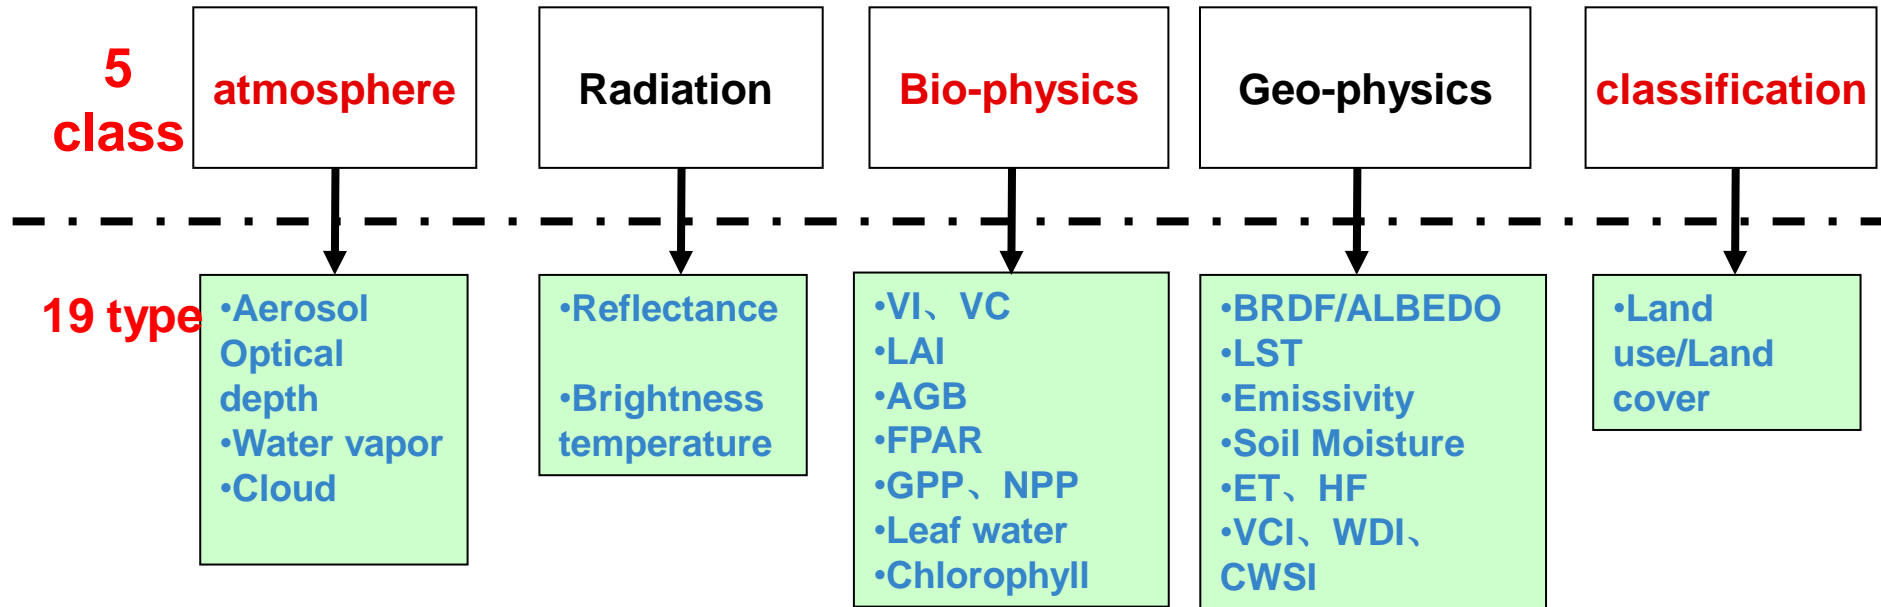 5
class
atmosphere
Radiation
Bio-physics
Geo-physics
classification
19 type
•Aerosol
Optical
depth
•Water vapor
•Cloud
•Reflectance
•Brightness
temperature
•VI、VC
•LAI
•AGB
•FPAR
•GPP、NPP
•Leaf water
•Chlorophyll
•BRDF/ALBEDO
•LST
•Emissivity
•Soil Moisture
•ET、HF
•VCI、WDI、
CWSI
•Land
use/Land
cover